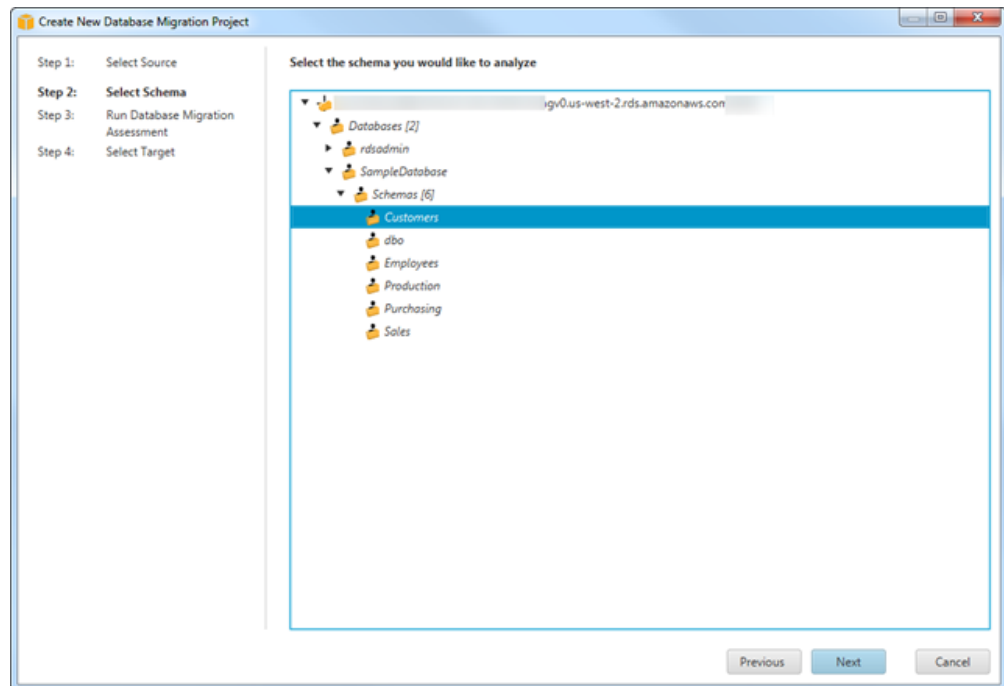 Create New Database Migration Project
Step 1: Select Source
Step 2: Select Schema
Step 3: Run Database Migration
Assessment
Step 4: Select Target
Select the schema you would like to analyze
gv0.us-west-2.rds.amazonaws.com
Databases [2]
rdsadmin
SampleDatabase
Schemas [6]
Customers
dbo
Employees
Production
Purchasing
Sales
Previous Next Cancel